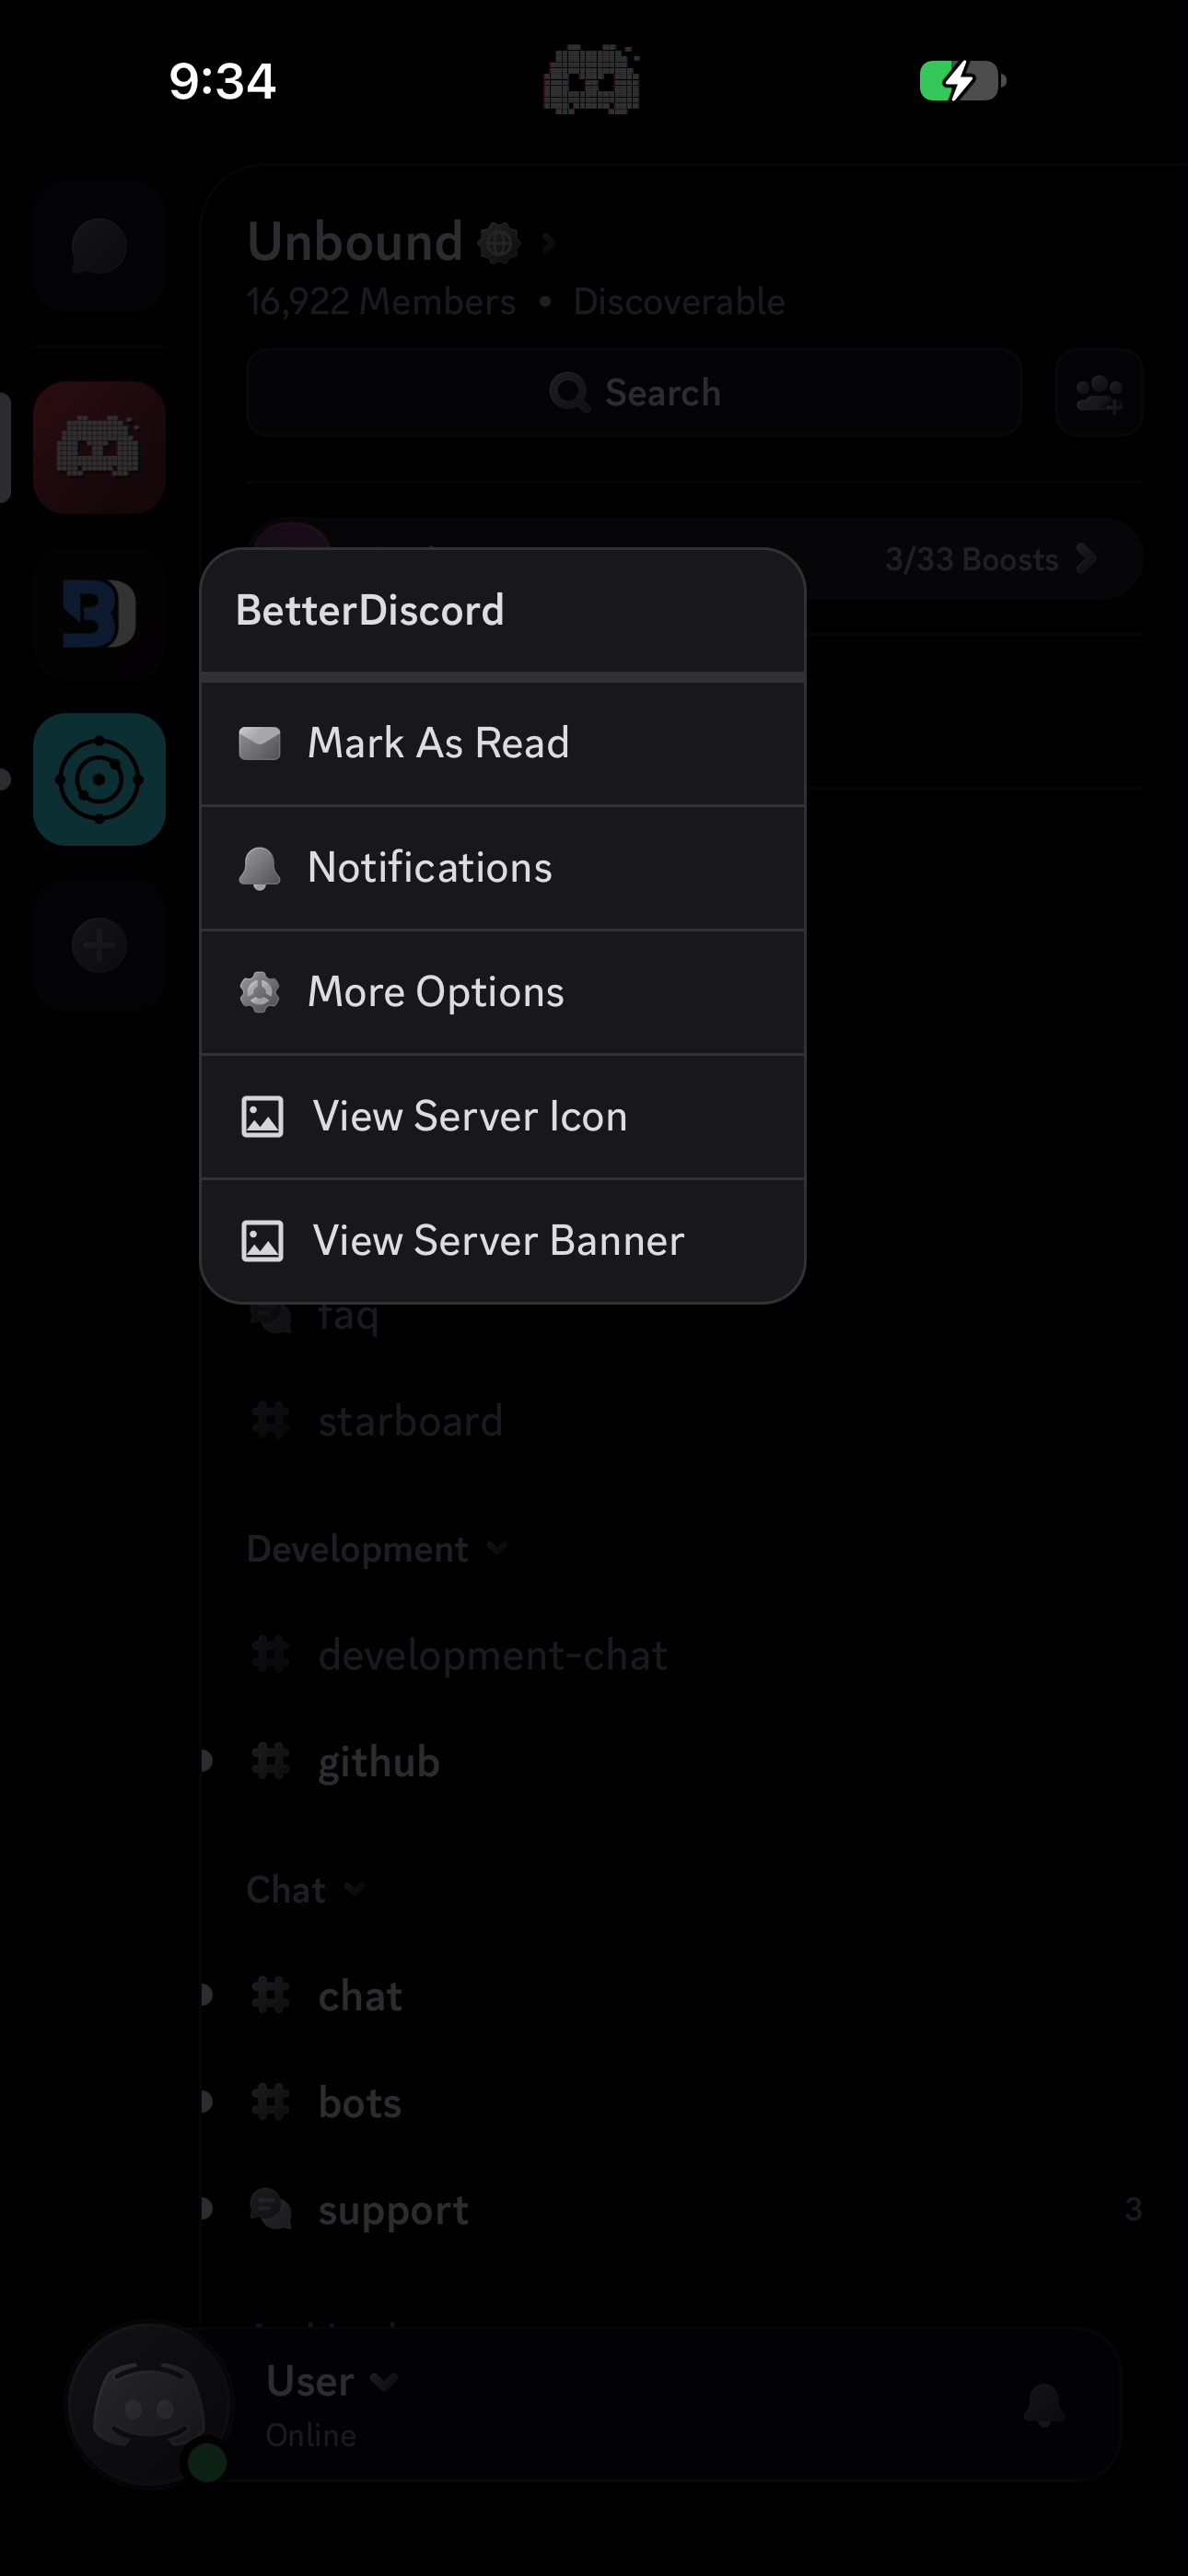 9:34
Unbound
16,922 Members • Discoverable
Search
3/33 Boosts
BetterDiscord
Mark As Read
Notifications
More Options
View Server Icon
View Server Banner
faq
starboard
Development
development-chat
github
Chat
chat
bots
support
3
User
Online